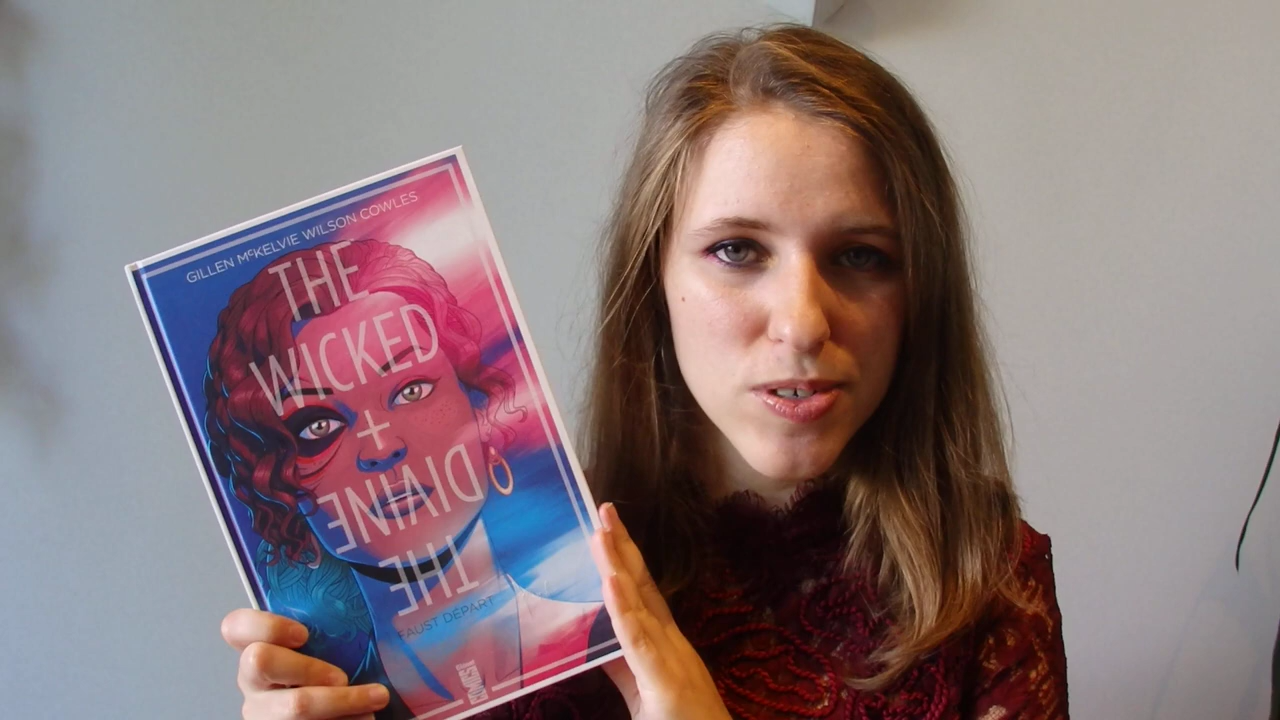 GILLEN McKELVIE WILSON COWLES
THE
WICKED
+
DIVINE
THE
FAUST DÉPART